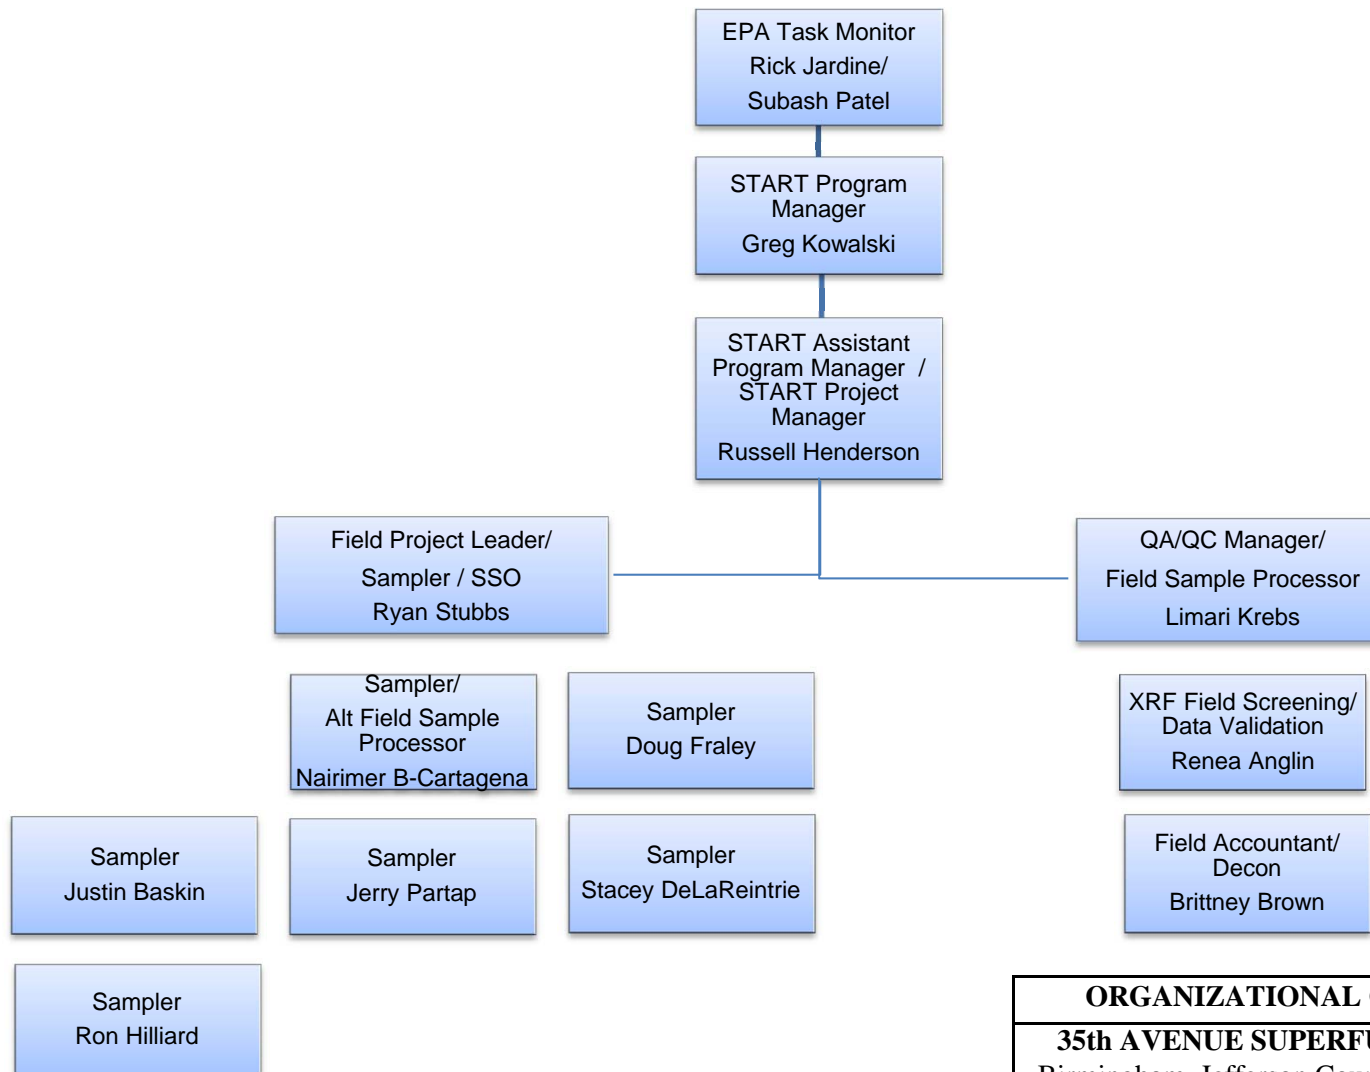 EPA Task Monitor
Rick Jardine/
Subash Patel
START Program
Manager
Greg Kowalski
START Assistant
Program Manager /
START Project
Manager
Russell Henderson
Field Project Leader/
Sampler / SSO
Ryan Stubbs
QA/QC Manager/
Field Sample Processor
Limari Krebs
Sampler/
Alt Field Sample
Processor
Nairimer B-Cartagena
Sampler
Doug Fraley
XRF Field Screening/
Data Validation
Renea Anglin
Sampler
Justin Baskin
Sampler
Jerry Partap
Sampler
Stacey DeLaReintrie
Field Accountant/
Decon
Brittney Brown
Sampler
Ron Hilliard
ORGANIZATIONAL
35th AVENUE
Birmingham, Jefferson